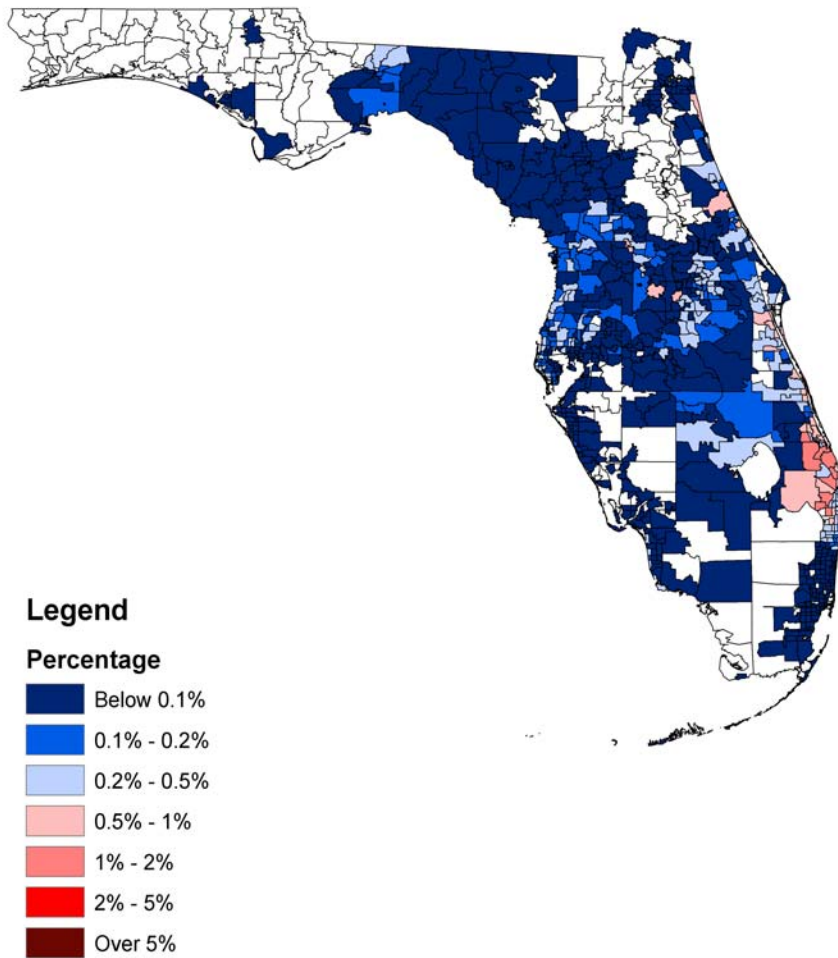 Legend
Percentage
Below 0.1%
0.1% - 0.2%
0.2% - 0.5%
0.5% - 1%
1% - 2%
2% - 5%
Over 5%